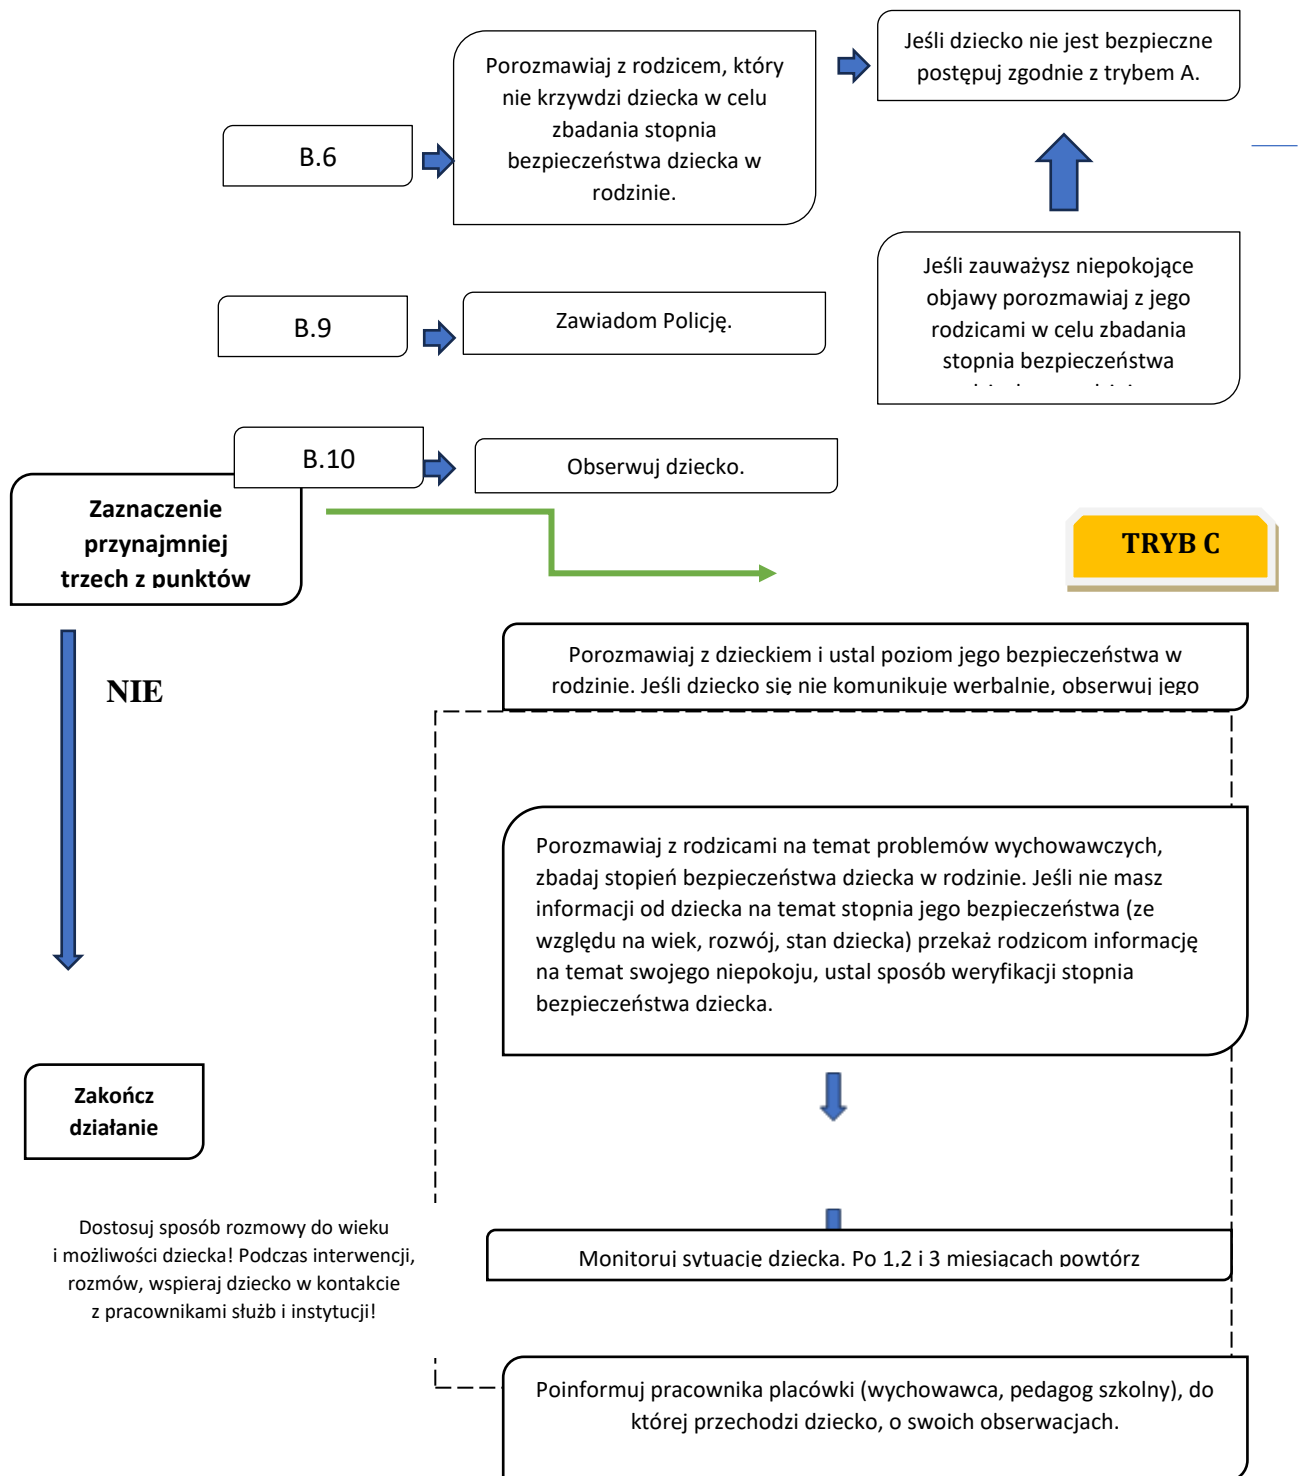 Jeśli dziecko nie jest bezpieczne
postępuj zgodnie z trybem A.
Porozmawiaj z rodzicem, który
nie krzywdzi dziecka w celu
zbadania stopnia
bezpieczeństwa dziecka w
rodzinie.
B.6
Jeśli zauważysz niepokojące
objawy porozmawiaj z jego
rodzicami w celu zbadania
stopnia bezpieczeństwa
B.9
Zawiadom Policję.
B.10
Obserwuj dziecko.
Zaznaczenie
przynajmniej
trzech z punktów
TRYB C
Porozmawiaj z dzieckiem i ustal poziom jego bezpieczeństwa w
rodzinie. Jeśli dziecko się nie komunikuje werbalnie, obserwuj jego
NIE
Porozmawiaj z rodzicami na temat problemów wychowawczych,
zbadaj stopień bezpieczeństwa dziecka w rodzinie. Jeśli nie masz
informacji od dziecka na temat stopnia jego bezpieczeństwa (ze
względu na wiek, rozwój, stan dziecka) przekaż rodzicom informację
na temat swojego niepokoju, ustal sposób weryfikacji stopnia
bezpieczeństwa dziecka.
Zakończ
działanie
Dostosuj sposób rozmowy do wieku
i możliwości dziecka! Podczas interwencji,
rozmów, wspieraj dziecko w kontakcie
z pracownikami służb i instytucji!
Monitoruj sytuację dziecka. Po 1,2 i 3 miesiącach powtórz
Poinformuj pracownika placówki (wychowawca, pedagog szkolny), do
której przechodzi dziecko, o swoich obserwacjach.